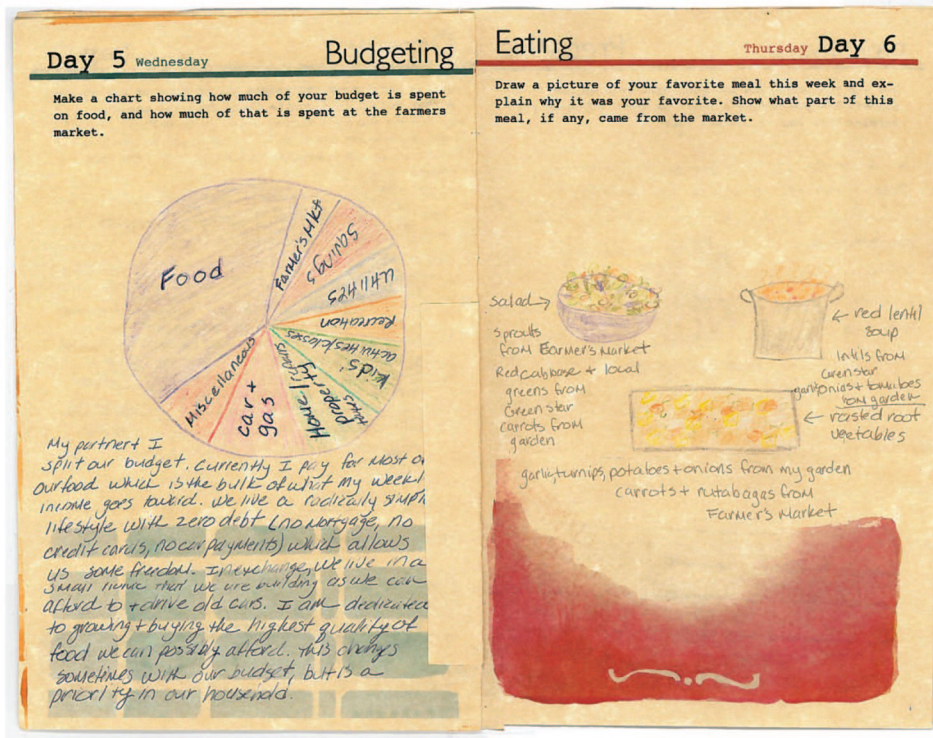 Day 5 Wednesday
Budgeting
Make a chart showing how much of your budget is spent
on food, and how much of that is spent at the farmers
market.
Food
Farmer's Mkt
Savings
Utilities
Recreation
Kid's
activities/closes
property
taxes
Home/repairs
car +
gas
Miscellaneous
My partner + I
split our budget. Currently I pay for most o
our food which is the bulk of what my weekl
income goes toward. We live a radically simpl
lifestyle with zero debt (no mortgage, no
credit cards, no car payments) which allows
us some freedom. In exchange, we live in a
small home that we are building as we can
afford to + drive old cars. I am dedicated
to growing + buying the highest quality of
food we can possibly afford. This changes
sometimes with our budget, but is a
priority in our household.
Eating
Thursday Day 6
Draw a picture of your favorite meal this week and ex-
plain why it was your favorite. Show what part of this
meal, if any, came from the market.
salad
sprouts
from Farmer's Market
Red cabbage + local
greens from
Greenstar
carrots from
garden
red lentil
soup
lntils from
Greenstar
onions + tomatoes
from garden
roasted root
vegetables
garlic, turnips, potatoes + onions from my garden
carrots + rutabagas from
Farmer's Market